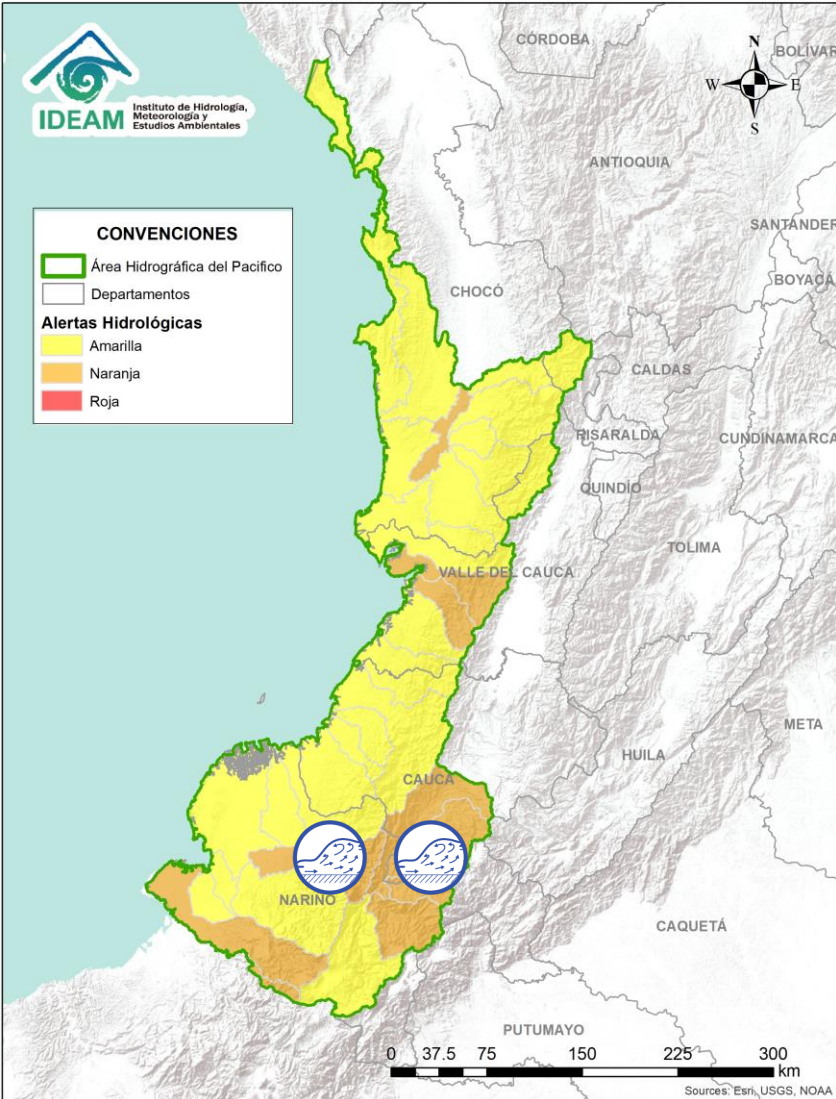 IDEAM
Instituto de Hidrología,
Meteorología y
Estudios Ambientales
N
W
E
S
CÓRDOBA
BOLÍVAR
ANTIOQUIA
SANTANDER
BOYACÁ
CHOCÓ
CALDAS
RISARALDA
CUNDINAMARCA
QUINDÍO
TOLIMA
VALLE DEL CAUCA
META
HUILA
CAUCA
NARIÑO
CAQUETÁ
PUTUMAYO
CONVENCIONES
Área Hidrográfica del Pacifico
Departamentos
Alertas Hidrológicas
Amarilla
Naranja
Roja
0 37.5 75 150 225 300
km
Sources: Esri, USGS, NOAA